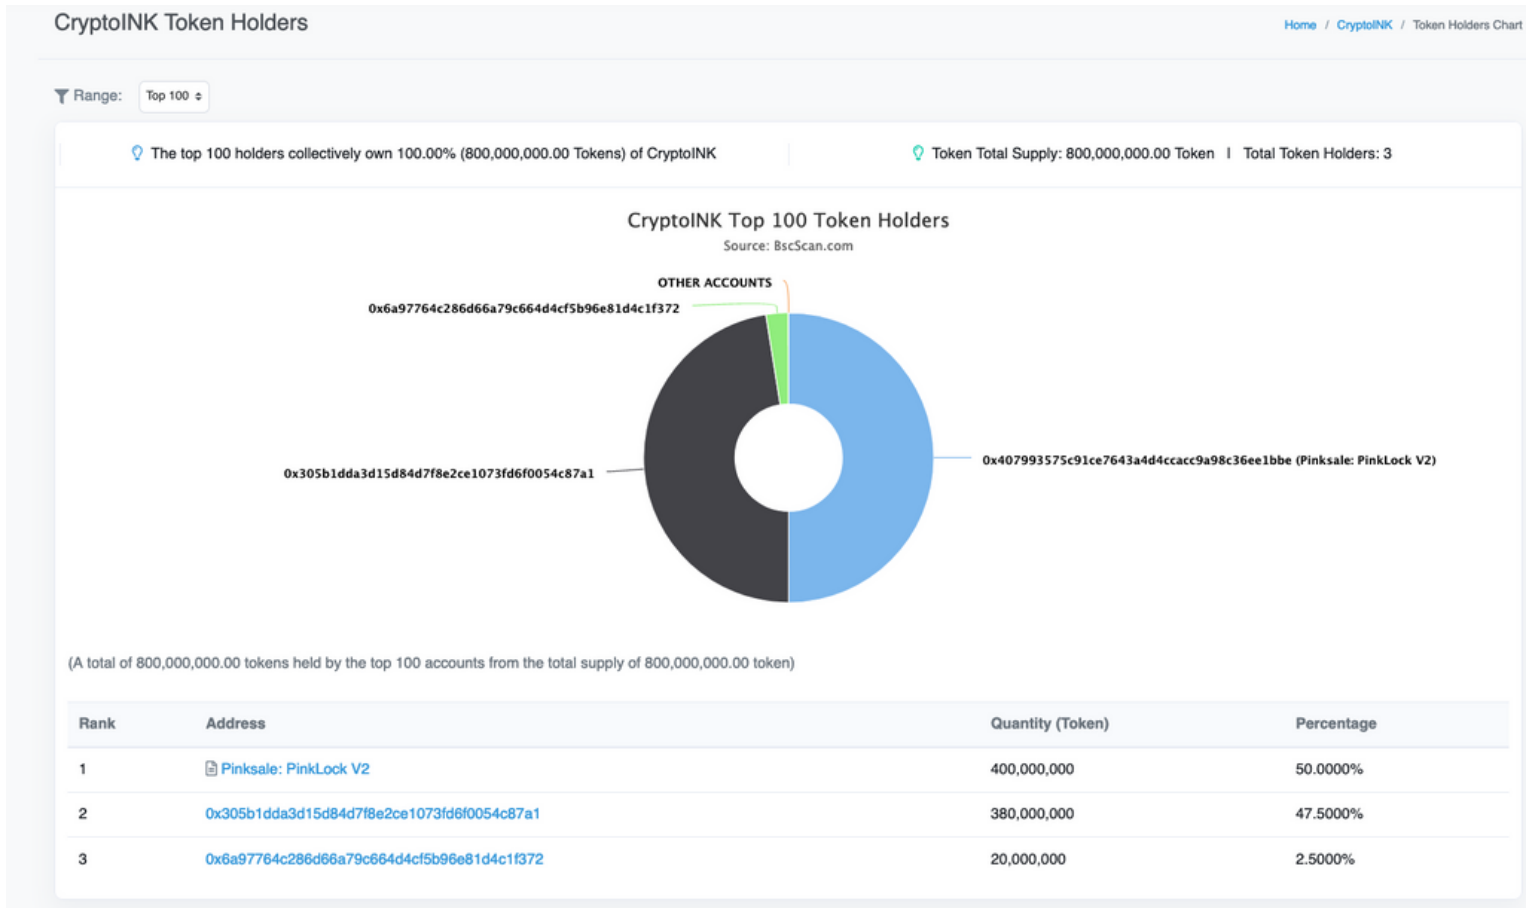 CryptoINK Token Holders
Home / CryptoINK / Token Holders Chart
Range: Top 100
The top 100 holders collectively own 100.00% (800,000,000.00 Tokens) of CryptoINK
Token Total Supply: 800,000,000.00 Token | Total Token Holders: 3
CryptoINK Top 100 Token Holders
Source: BscScan.com
OTHER ACCOUNTS
0x6a97764c286d66a79c664d4cf5b96e81d4c1f372
0x305b1dda3d15d84d7f8e2ce1073fd6f0054c87a1
0x407993575c91ce7643a4d4ccacc9a98c36ee1bbe (Pinksale: PinkLock V2)
(A total of 800,000,000.00 tokens held by the top 100 accounts from the total supply of 800,000,000.00 token)
Rank Address Quantity (Token) Percentage
1 Pinksale: PinkLock V2 400,000,000 50.0000%
2 0x305b1dda3d15d84d7f8e2ce1073fd6f0054c87a1 380,000,000 47.5000%
3 0x6a97764c286d66a79c664d4cf5b96e81d4c1f372 20,000,000 2.5000%